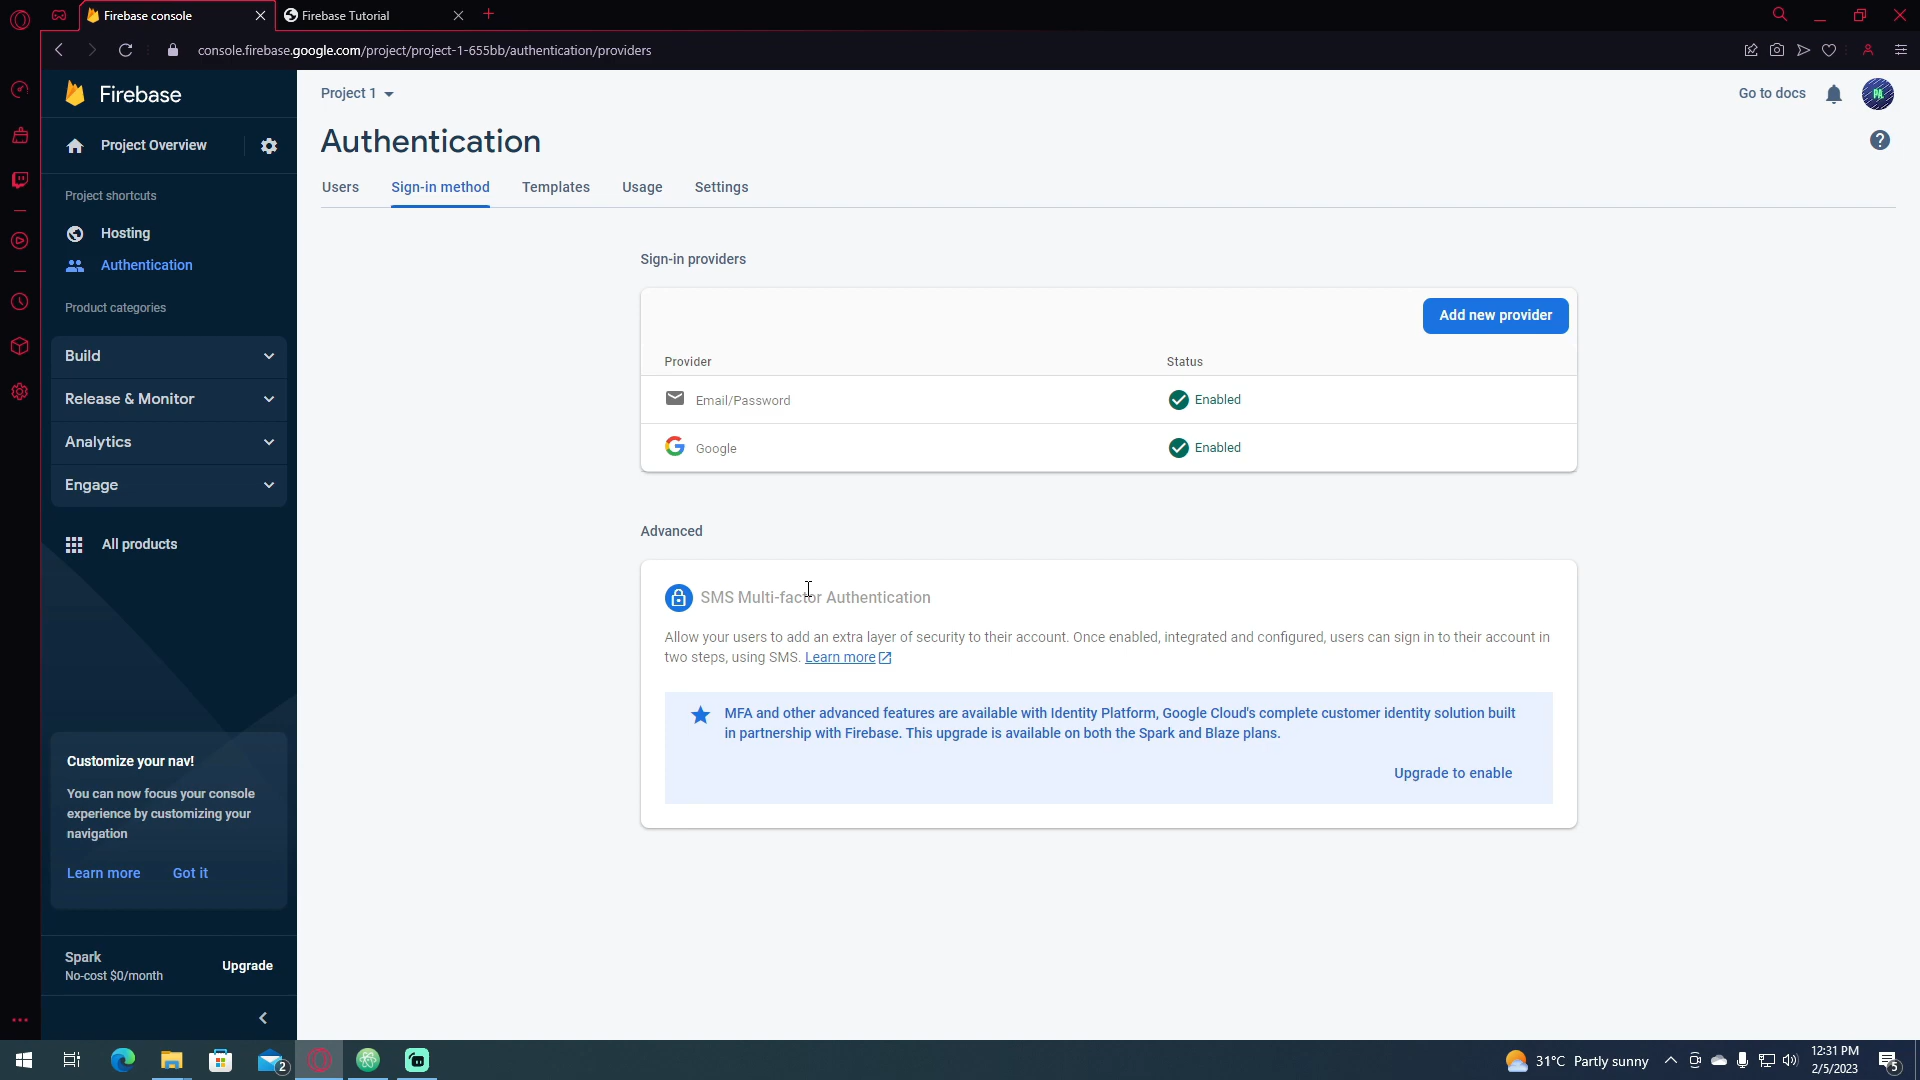 Firebase console
Firebase Tutorial
console.firebase.google.com/project/project-1-655bb/authentication/providers
Firebase
Project 1
Go to docs
PA
Project Overview
Authentication
Users
Sign-in method
Templates
Usage
Settings
Project shortcuts
Hosting
Authentication
Product categories
Build
Release & Monitor
Analytics
Engage
All products
Sign-in providers
Add new provider
Provider
Status
Email/Password
Enabled
Google
Enabled
Advanced
SMS Multi-factor Authentication
Allow your users to add an extra layer of security to their account. Once enabled, integrated and configured, users can sign in to their account in
two steps, using SMS. Learn more
MFA and other advanced features are available with Identity Platform, Google Cloud's complete customer identity solution built
in partnership with Firebase. This upgrade is available on both the Spark and Blaze plans.
Upgrade to enable
Customize your nav!
You can now focus your console
experience by customizing your
navigation
Learn more
Got it
Spark
No-cost $0/month
Upgrade
2
31°C Partly sunny
12:31 PM
2/5/2023
5